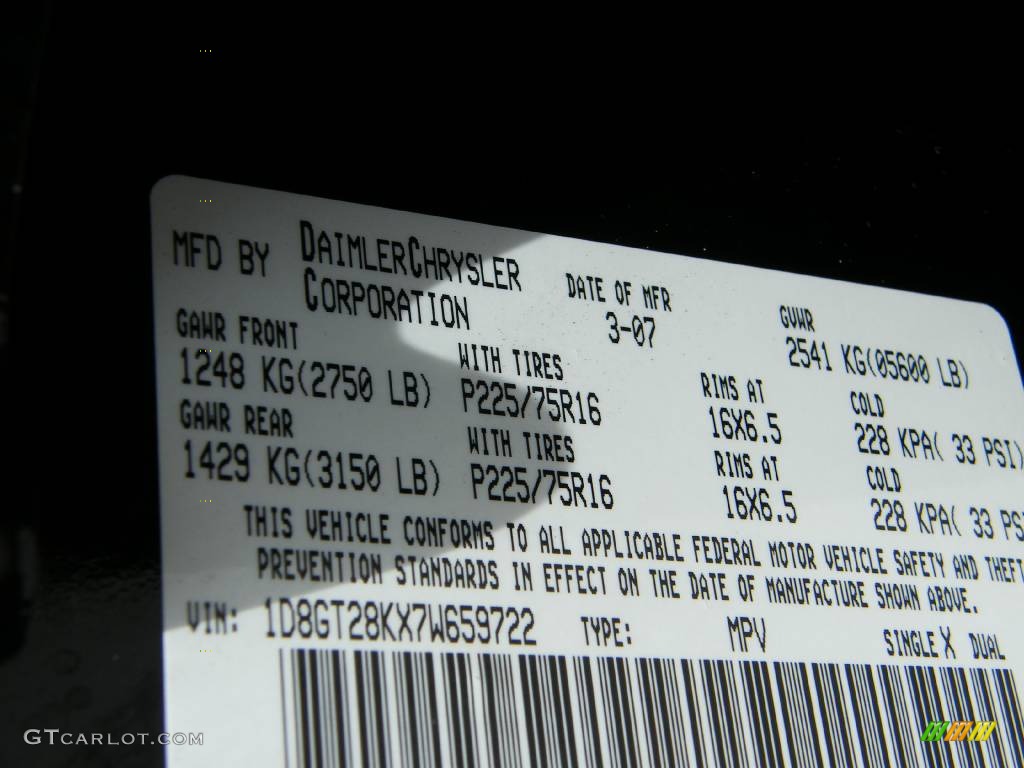 MFD BY DAIMLERCHRYSLER CORPORATION
DATE OF MFR 3-07
GVWR 2541 KG(05600 LB)
GAWR FRONT
1248 KG(2750 LB)
WITH TIRES
P225/75R16
RIMS AT
16X6.5
COLD
228 KPA( 33 PSI)
GAWR REAR
1429 KG(3150 LB)
WITH TIRES
P225/75R16
RIMS AT
16X6.5
COLD
228 KPA( 33 PS
THIS VEHICLE CONFORMS TO ALL APPLICABLE FEDERAL MOTOR VEHICLE SAFETY AND THEFT
PREVENTION STANDARDS IN EFFECT ON THE DATE OF MANUFACTURE SHOWN ABOVE.
VIN: 1D8GT28KX7W659722 TYPE: MPV SINGLE X DUAL
GTCARLOT.COM